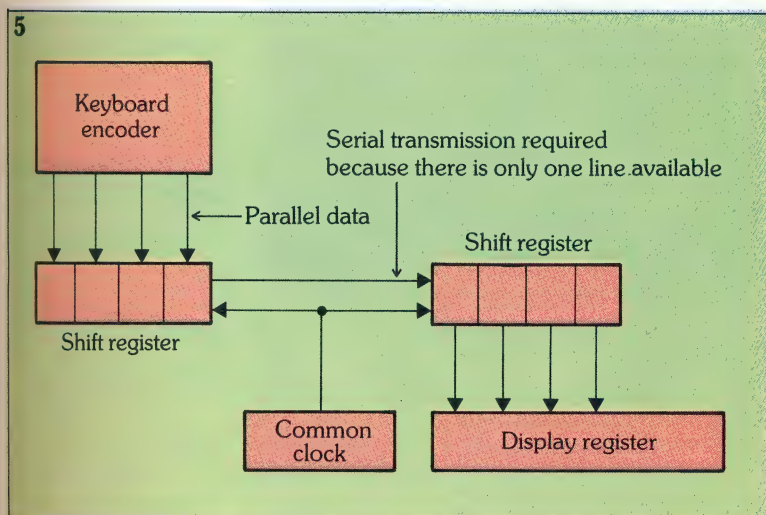 5
Keyboard
encoder
Serial transmission required
because there is only one line available
Parallel data
Shift register
Shift register
Common
clock
Display register